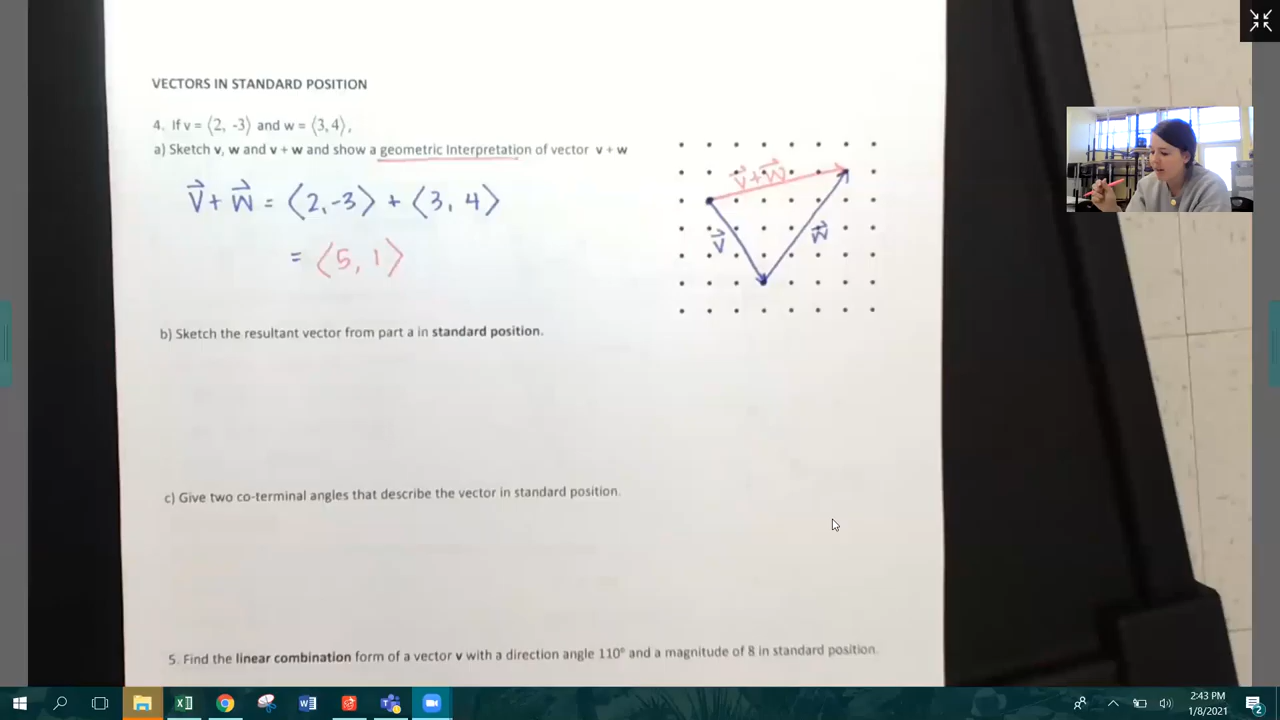 VECTORS IN STANDARD POSITION
4. If v = ⟨2, -3⟩ and w = ⟨3, 4⟩,
a) Sketch v, w and v + w and show a geometric Interpretation of vector v + w
v⃗ + w⃗ = ⟨2, -3⟩ + ⟨3, 4⟩
= ⟨5, 1⟩
v⃗ + w⃗
v⃗
w⃗
b) Sketch the resultant vector from part a in standard position.
c) Give two co-terminal angles that describe the vector in standard position.
5. Find the linear combination form of a vector v with a direction angle 110° and a magnitude of 8 in standard position.
2:43 PM
1/8/2021
2